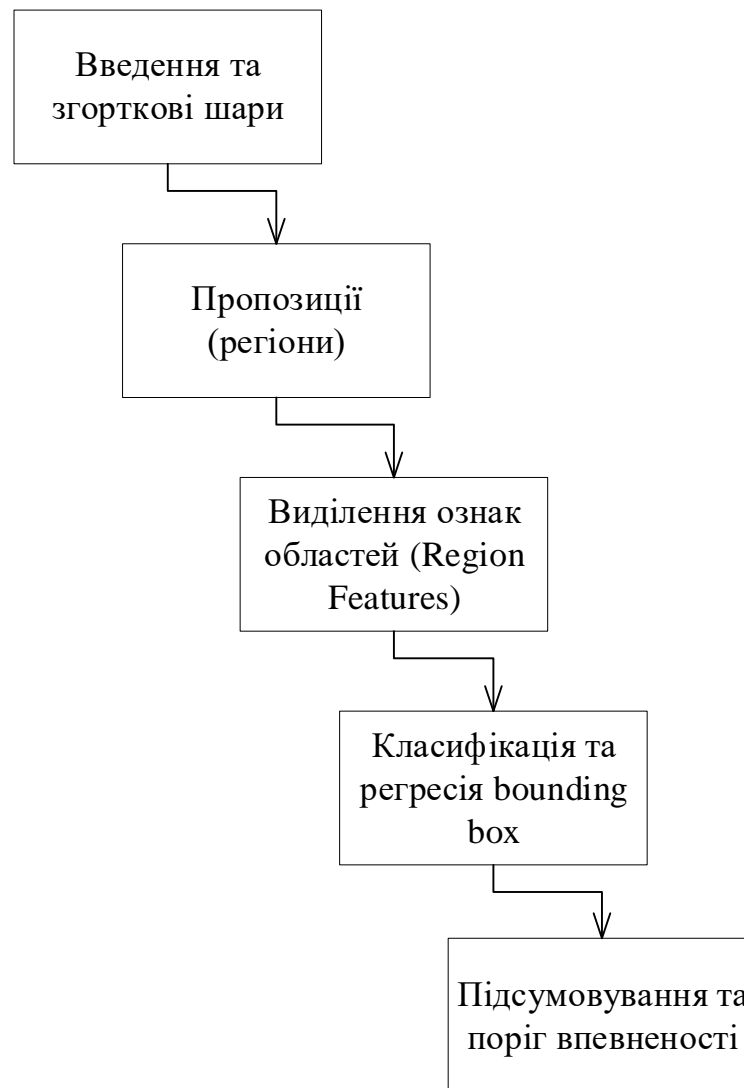 Введення та
згорткові шари
Пропозиції
(регіони)
Виділення ознак
областей (Region
Features)
Класифікація та
регресія bounding
box
Підсумовування та
поріг впевненості